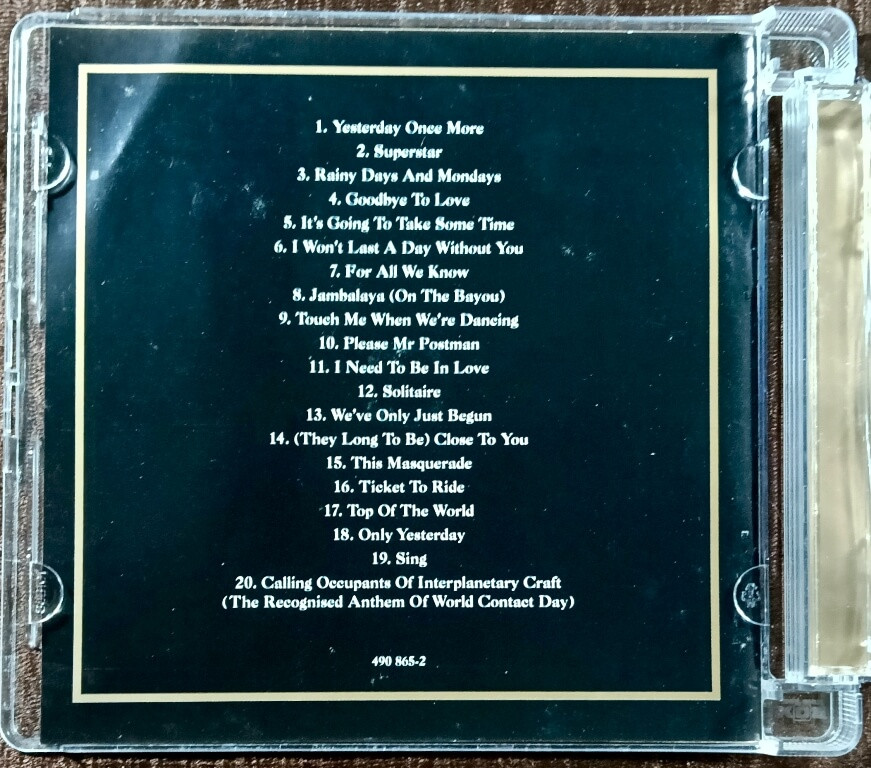 1. Yesterday Once More
2. Superstar
3. Rainy Days And Mondays
4. Goodbye To Love
5. It's Going To Take Some Time
6. I Won't Last A Day Without You
7. For All We Know
8. Jambalaya (On The Bayou)
9. Touch Me When We're Dancing
10. Please Mr Postman
11. I Need To Be In Love
12. Solitaire
13. We've Only Just Begun
14. (They Long To Be) Close To You
15. This Masquerade
16. Ticket To Ride
17. Top Of The World
18. Only Yesterday
19. Sing
20. Calling Occupants Of Interplanetary Craft
(The Recognised Anthem Of World Contact Day)
490 865-2